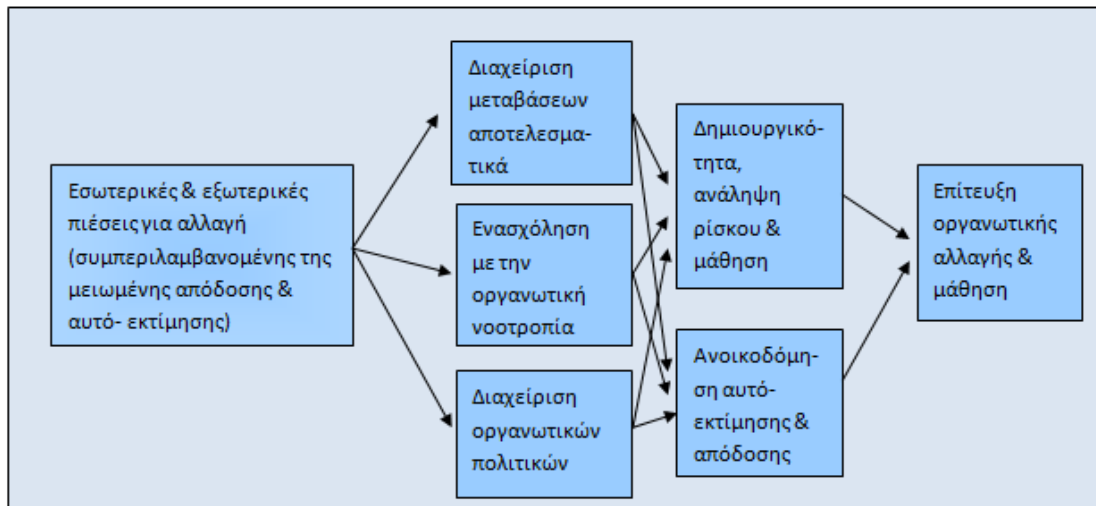 Εσωτερικές & εξωτερικές
πιέσεις για αλλαγή
(συμπεριλαμβανομένης της
μειωμένης απόδοσης &
αυτό- εκτίμησης)
Διαχείριση
μεταβάσεων
αποτελεσμα-
τικά
Ενασχόληση
με την
οργανωτική
νοοτροπία
Διαχείριση
οργανωτικών
πολιτικών
Δημιουργικό-
τητα,
ανάληψη
ρίσκου &
μάθηση
Ανοικοδόμη-
ση αυτό-
εκτίμησης &
απόδοσης
Επίτευξη
οργανωτικής
αλλαγής &
μάθηση